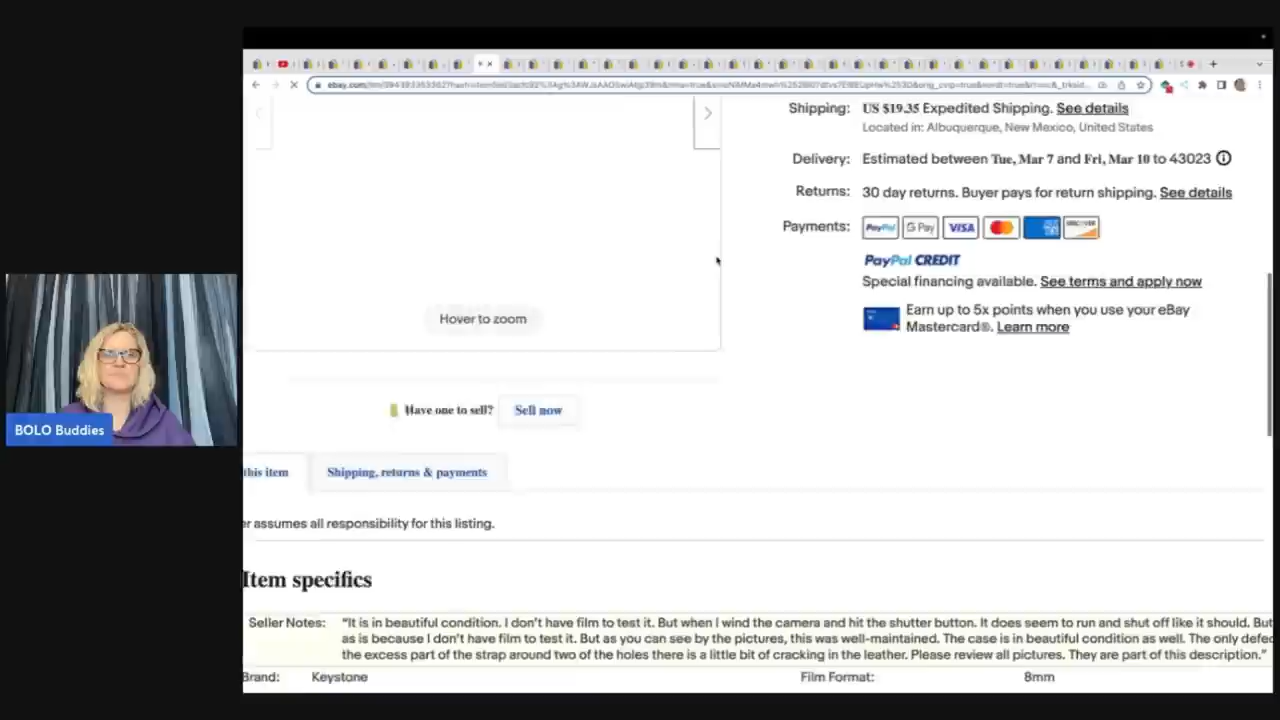 Shipping: US $19.35 Expedited Shipping. See details
Located in: Albuquerque, New Mexico, United States
Delivery: Estimated between Tue, Mar 7 and Fri, Mar 10 to 43023
Returns: 30 day returns. Buyer pays for return shipping. See details
Payments: PayPal G Pay VISA DISCOVER
PayPal CREDIT
Special financing available. See terms and apply now
Earn up to 5x points when you use your eBay
Mastercard®. Learn more
Hover to zoom
Have one to sell? Sell now
this item Shipping, returns & payments
er assumes all responsibility for this listing.
Item specifics
Seller Notes: "It is in beautiful condition. I don't have film to test it. But when I wind the camera and hit the shutter button. It does seem to run and shut off like it should. But
as is because I don't have film to test it. But as you can see by the pictures, this was well-maintained. The case is in beautiful condition as well. The only defec
the excess part of the strap around two of the holes there is a little bit of cracking in the leather. Please review all pictures. They are part of this description."
Brand: Keystone Film Format: 8mm
BOLO Buddies